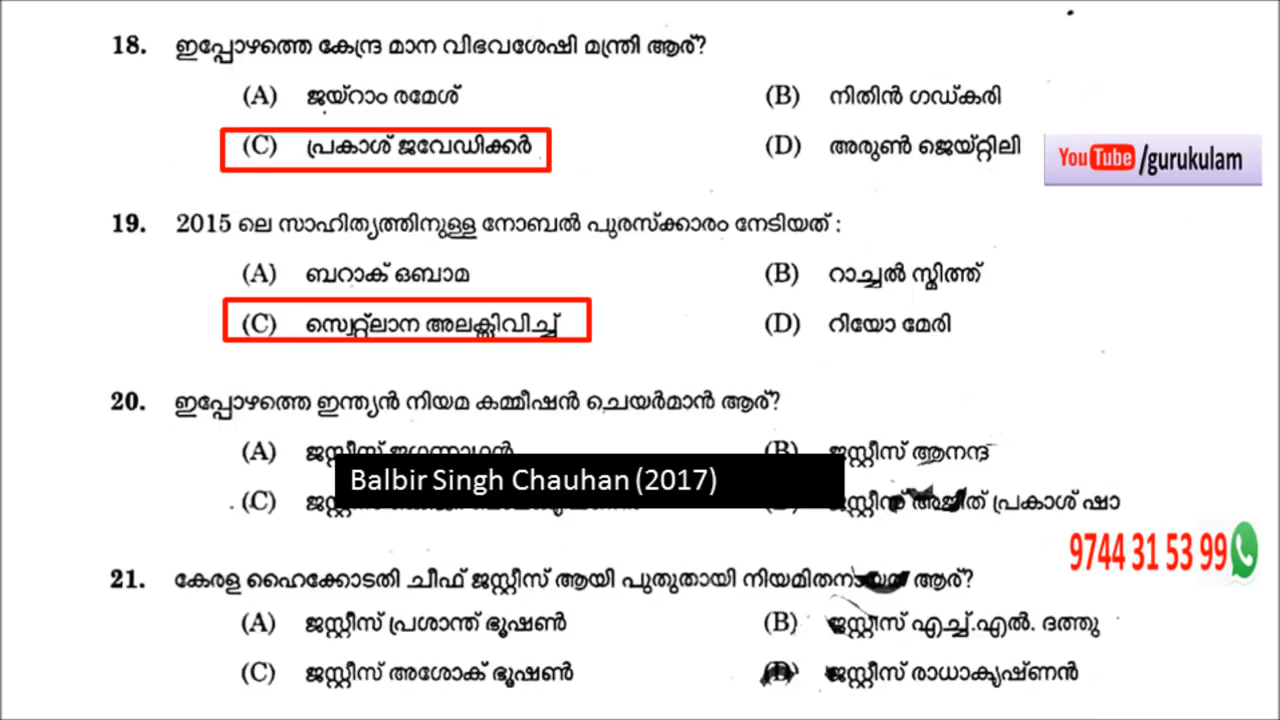 18. ഇപ്പോഴത്തെ കേന്ദ്ര മാന വിഭവശേഷി മന്ത്രി ആര്?
(A) ജയ്റാം രമേശ് (B) നിതിൻ ഗഡ്കരി
(C) പ്രകാശ് ജവേഡിക്കർ (D) അരുൺ ജെയ്റ്റിലി
YouTube/gurukulam
19. 2015 ലെ സാഹിത്യത്തിനുള്ള നോബൽ പുരസ്ക്കാരം നേടിയത് :
(A) ബറാക് ഒബാമ (B) റാച്ചൽ സ്മിത്ത്
(C) സ്വെറ്റ്ലാന അലക്സിവിച്ച് (D) റിയോ മേരി
20. ഇപ്പോഴത്തെ ഇന്ത്യൻ നിയമ കമ്മീഷൻ ചെയർമാൻ ആര്?
(A) ജസ്റ്റീസ് (B) ജസ്റ്റീസ് ആനന്ദ്
Balbir Singh Chauhan (2017)
(C) ജസ്റ്റീസ് അജിത് പ്രകാശ് ഷാ
9744 31 53 99
21. കേരള ഹൈക്കോടതി ചീഫ് ജസ്റ്റീസ് ആയി പുതുതായി ആര്?
(A) ജസ്റ്റീസ് പ്രശാന്ത് ഭൂഷൺ (B) ജസ്റ്റീസ് എച്ച്.എൽ. ദത്തു
(C) ജസ്റ്റീസ് അശോക് ഭൂഷൺ (D) ജസ്റ്റീസ് രാധാകൃഷ്ണൻ